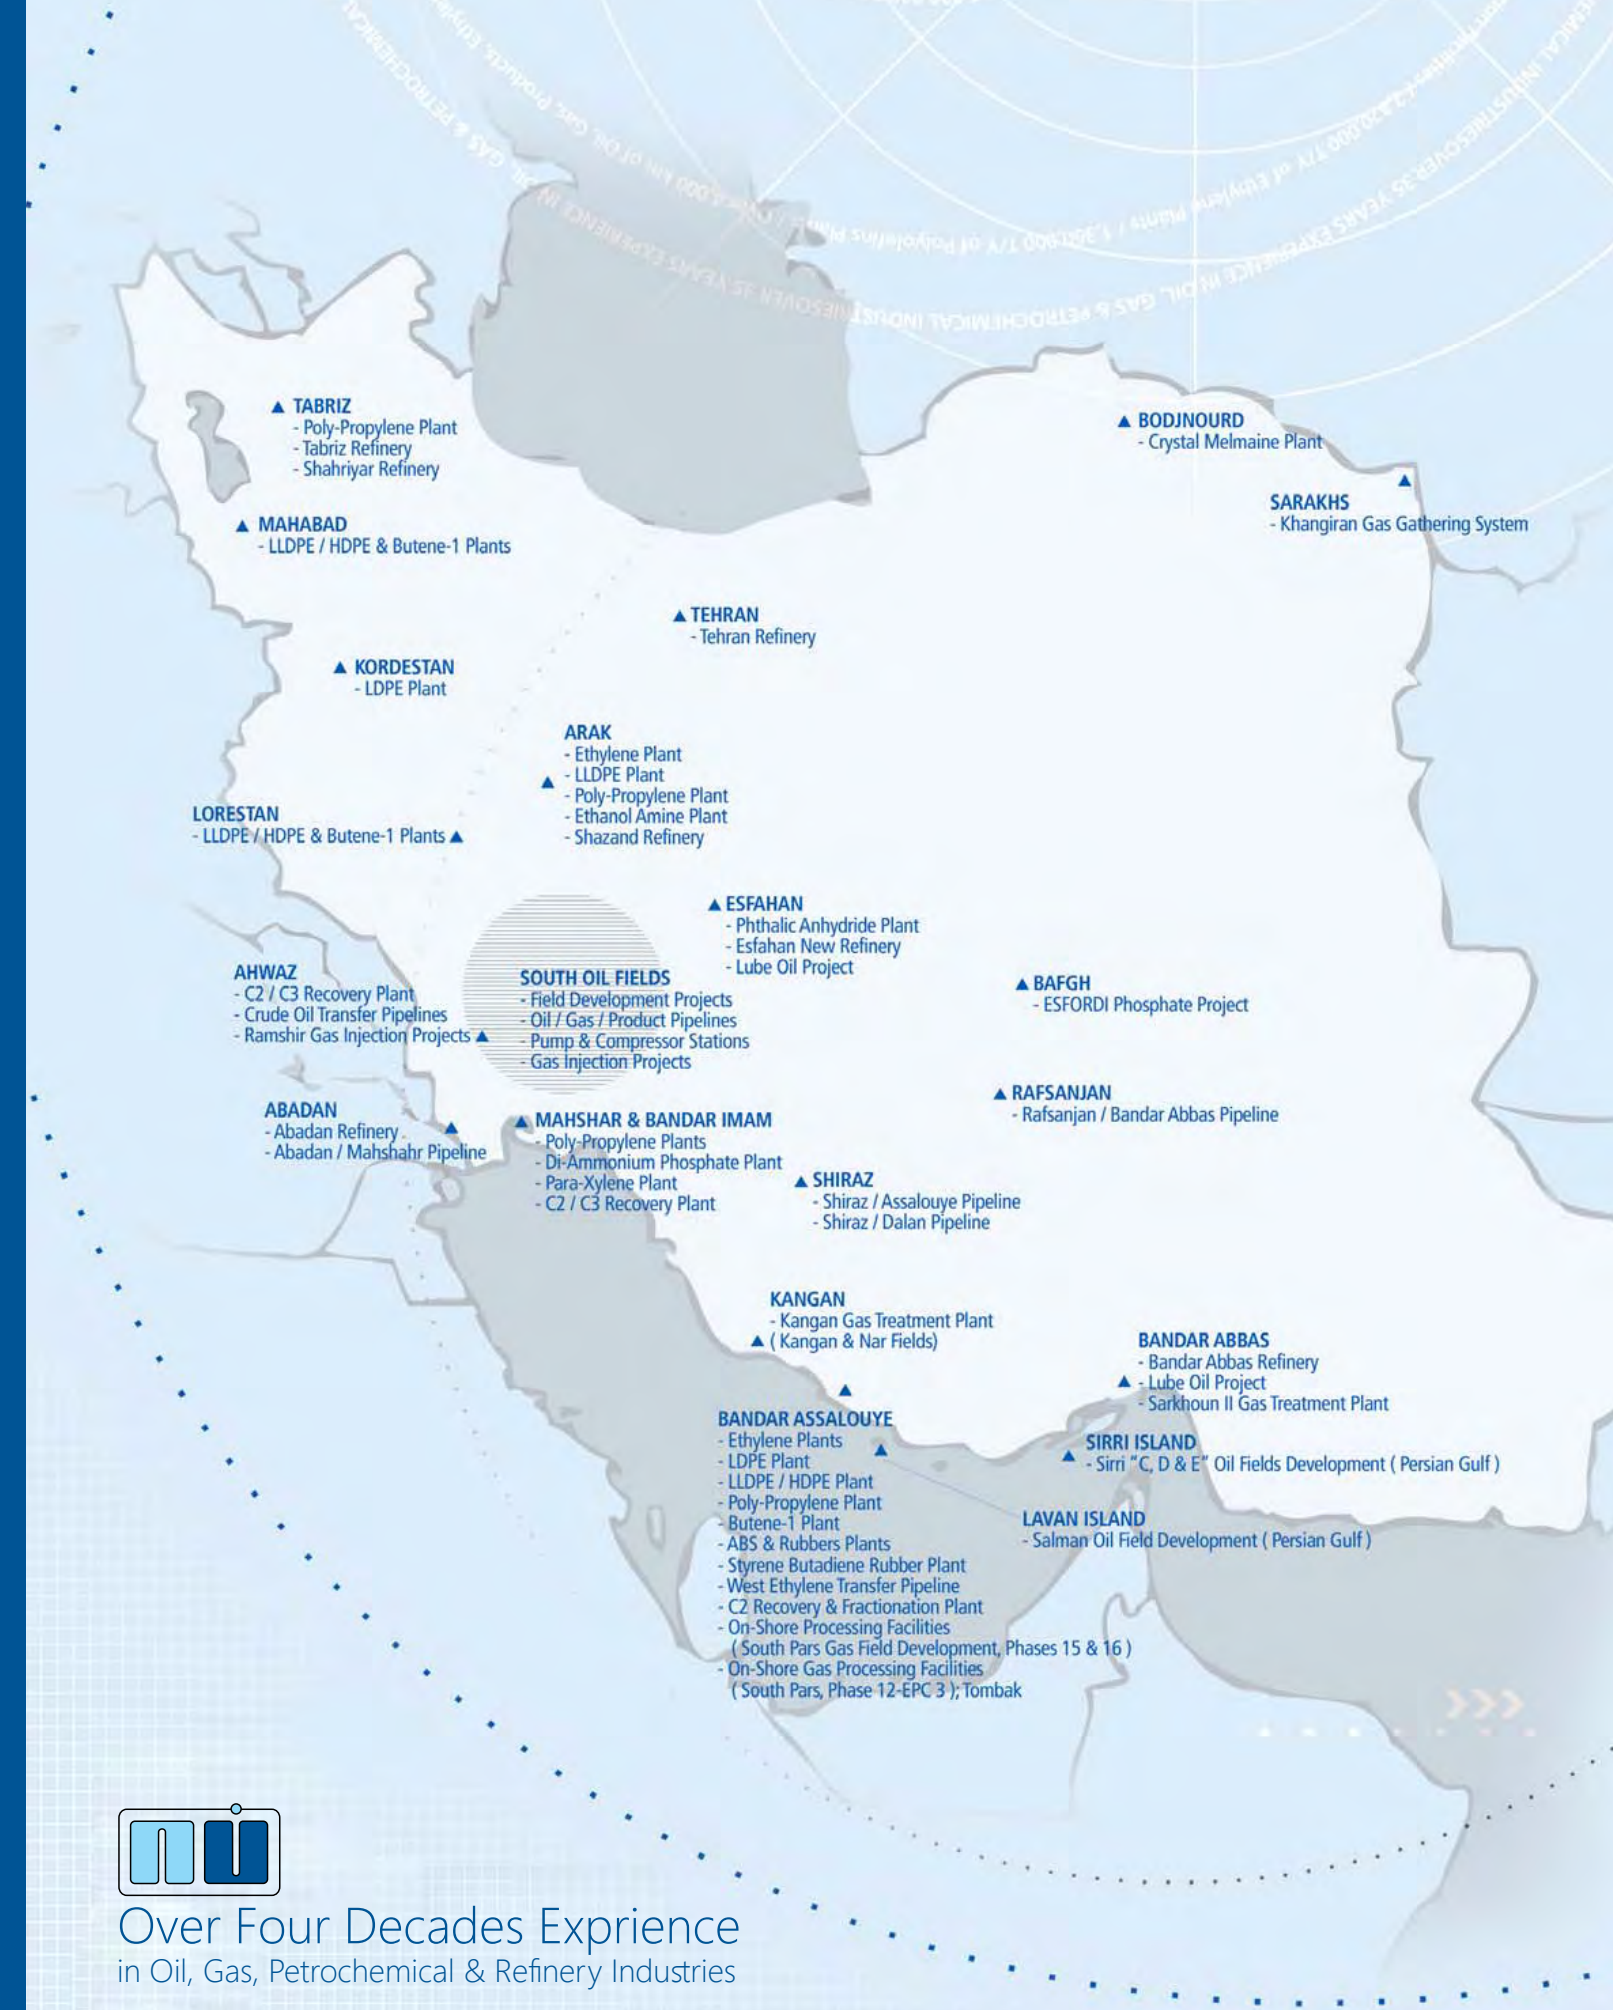 GAS & PETROCHEMICAL
OIL, GAS & PETROCHEMICAL INDUSTRIESOVER 35 YEARS EXPERIENCE IN
TABRIZ
- Poly-Propylene Plant
- Tabriz Refinery
- Shahriyar Refinery
BODJNOURD
- Crystal Melmaine Plant
SARAKHS
- Khangiran Gas Gathering System
MAHABAD
- LLDPE / HDPE & Butene-1 Plants
TEHRAN
- Tehran Refinery
KORDESTAN
- LDPE Plant
ARAK
- Ethylene Plant
- LLDPE Plant
- Poly-Propylene Plant
- Ethanol Amine Plant
- Shazand Refinery
LORESTAN
- LLDPE / HDPE & Butene-1 Plants
ESFAHAN
- Phthalic Anhydride Plant
- Esfahan New Refinery
- Lube Oil Project
AHWAZ
- C2 / C3 Recovery Plant
- Crude Oil Transfer Pipelines
- Ramshir Gas Injection Projects
SOUTH OIL FIELDS
- Field Development Projects
- Oil / Gas / Product Pipelines
- Pump & Compressor Stations
- Gas Injection Projects
BAFGH
- ESFORDI Phosphate Project
RAFSANJAN
- Rafsanjan / Bandar Abbas Pipeline
ABADAN
- Abadan Refinery
- Abadan / Mahshahr Pipeline
MAHSHAR & BANDAR IMAM
- Poly-Propylene Plants
- Di-Ammonium Phosphate Plant
- Para-Xylene Plant
- C2 / C3 Recovery Plant
SHIRAZ
- Shiraz / Assalouye Pipeline
- Shiraz / Dalan Pipeline
KANGAN
- Kangan Gas Treatment Plant
( Kangan & Nar Fields)
BANDAR ABBAS
- Bandar Abbas Refinery
- Lube Oil Project
- Sarkhoun II Gas Treatment Plant
BANDAR ASSALOUYE
- Ethylene Plants
- LDPE Plant
- LLDPE / HDPE Plant
- Poly-Propylene Plant
- Butene-1 Plant
- ABS & Rubbers Plants
- Styrene Butadiene Rubber Plant
- West Ethylene Transfer Pipeline
- C2 Recovery & Fractionation Plant
- On-Shore Processing Facilities
( South Pars Gas Field Development, Phases 15 & 16 )
- On-Shore Gas Processing Facilities
( South Pars, Phase 12-EPC 3 ); Tombak
SIRRI ISLAND
- Sirri "C, D & E" Oil Fields Development ( Persian Gulf )
LAVAN ISLAND
- Salman Oil Field Development ( Persian Gulf )
Over Four Decades Exprience
in Oil, Gas, Petrochemical & Refinery Industries